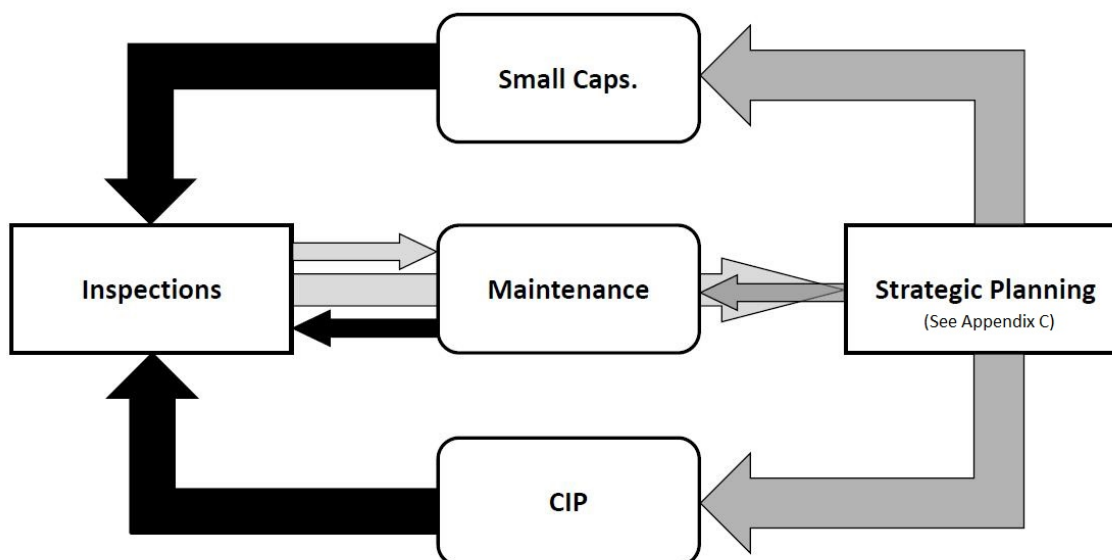 Small Caps.
Inspections
Maintenance
Strategic Planning
(See Appendix C)
CIP